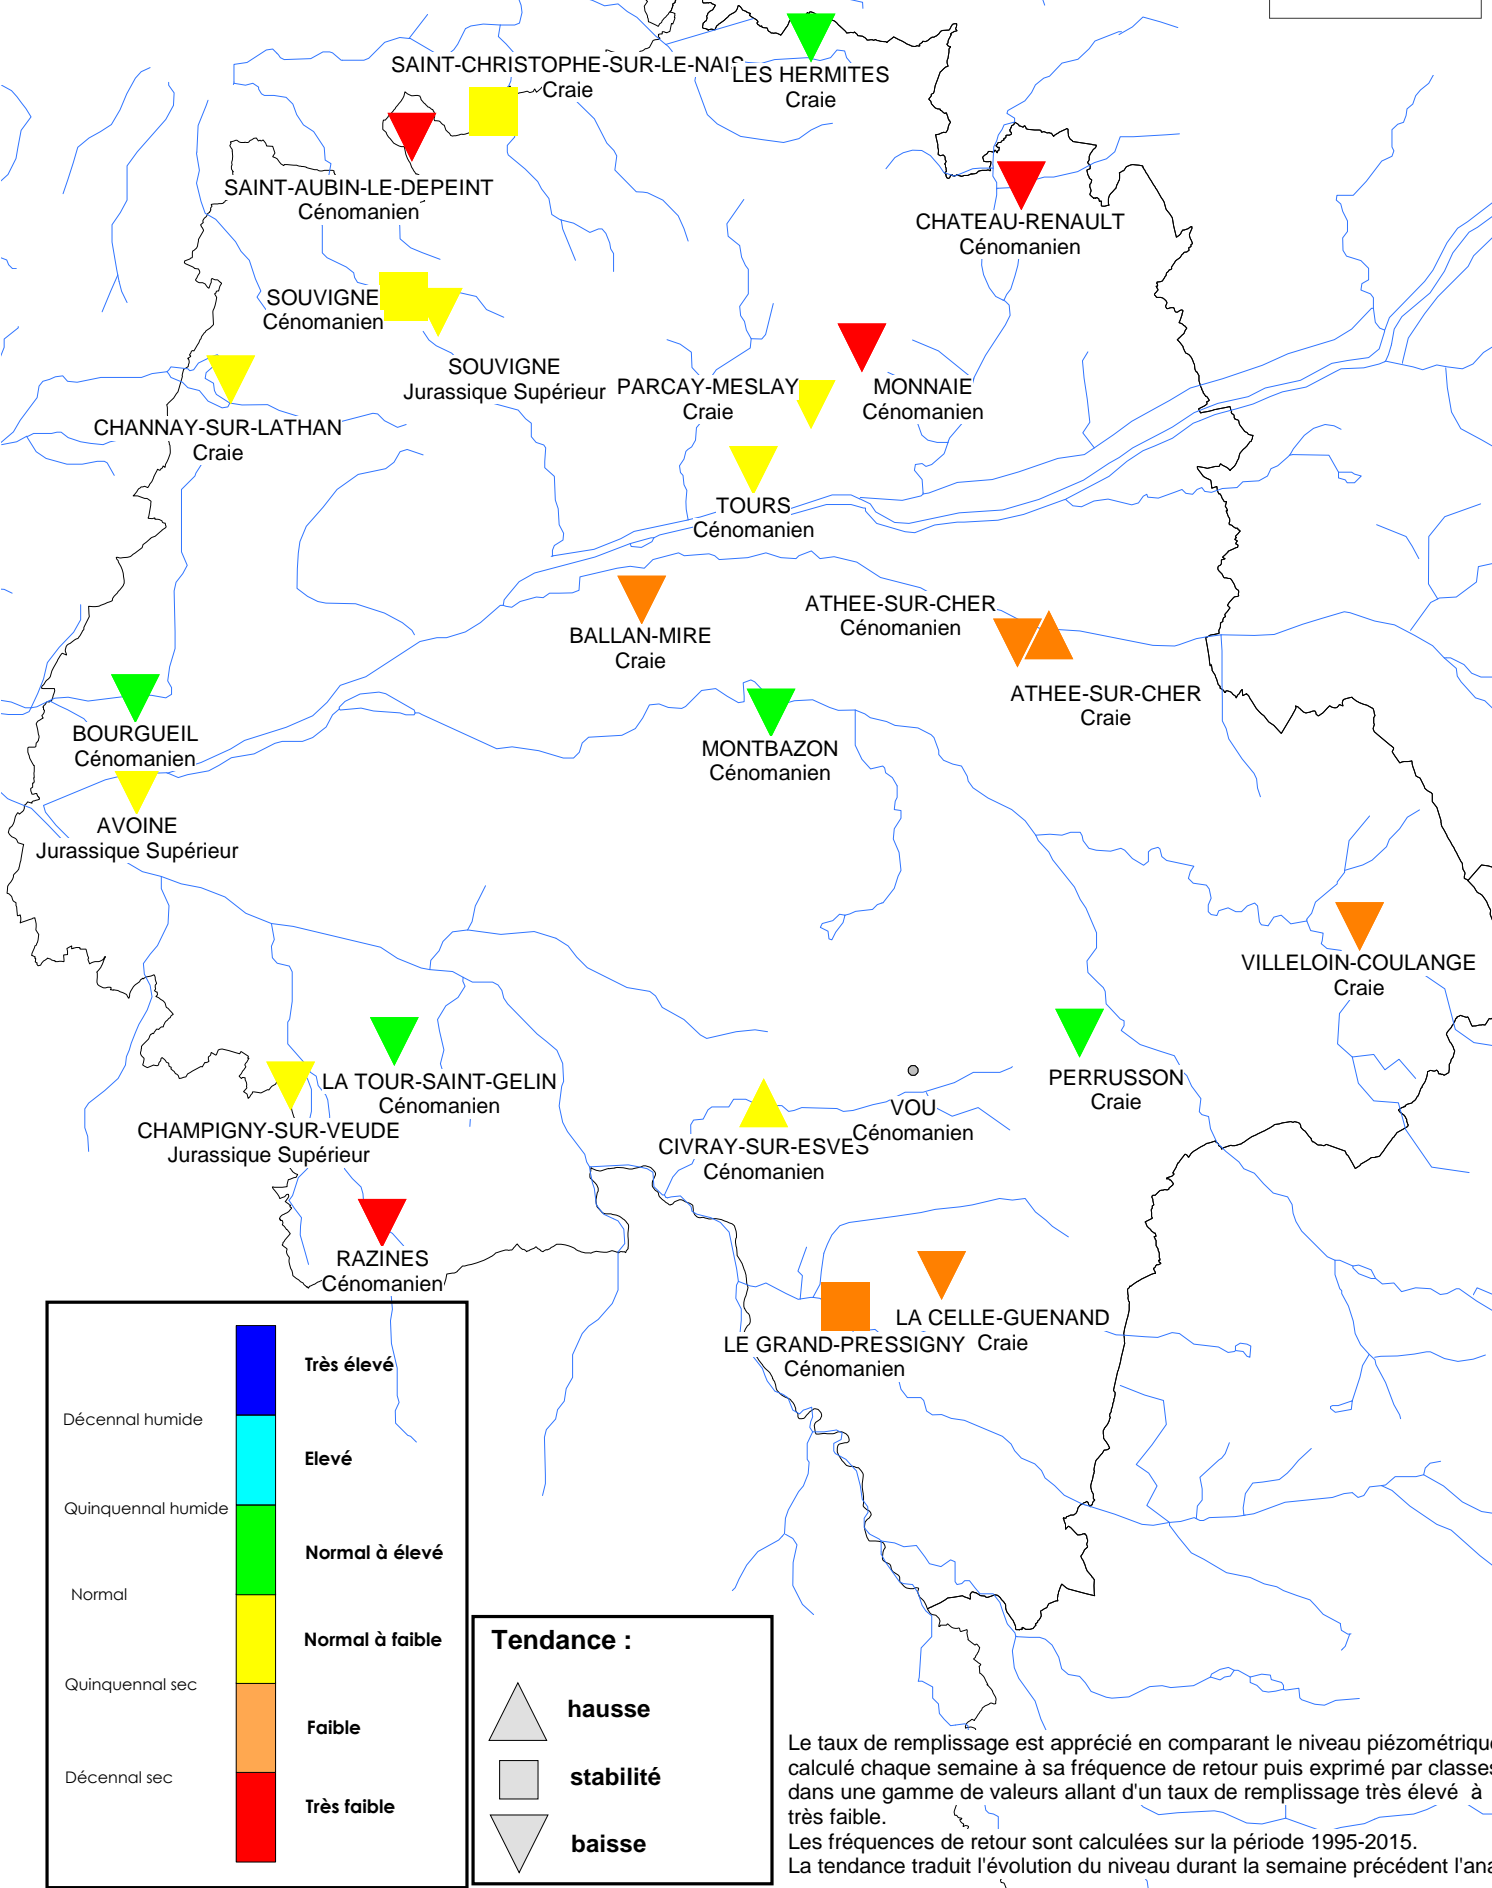 SAINT-CHRISTOPHE-SUR-LE-NAIS
Craie
LES HERMITES
Craie
SAINT-AUBIN-LE-DEPEINT
Cénomanien
CHATEAU-RENAULT
Cénomanien
SOUVIGNE
Cénomanien
SOUVIGNE
Jurassique Supérieur
PARCAY-MESLAY
Craie
MONNAIE
Cénomanien
CHANNAY-SUR-LATHAN
Craie
TOURS
Cénomanien
BALLAN-MIRE
Craie
ATHEE-SUR-CHER
Cénomanien
ATHEE-SUR-CHER
Craie
BOURGUEIL
Cénomanien
MONTBAZON
Cénomanien
AVOINE
Jurassique Supérieur
VILLELOIN-COULANGE
Craie
LA TOUR-SAINT-GELIN
Cénomanien
PERRUSSON
Craie
VOU
Cénomanien
CHAMPIGNY-SUR-VEUDE
Jurassique Supérieur
CIVRAY-SUR-ESVES
Cénomanien
RAZINES
Cénomanien
LA CELLE-GUENAND
Craie
LE GRAND-PRESSIGNY
Cénomanien
Très élevé
Décennal humide
Elevé
Quinquennal humide
Normal à élevé
Normal
Normal à faible
Quinquennal sec
Faible
Décennal sec
Très faible
Tendance :
hausse
stabilité
baisse
Le taux de remplissage est apprécié en comparant le niveau piézométrique
calculé chaque semaine à sa fréquence de retour puis exprimé par classes
dans une gamme de valeurs allant d'un taux de remplissage très élevé à
très faible.
Les fréquences de retour sont calculées sur la période 1995-2015.
La tendance traduit l'évolution du niveau durant la semaine précédent